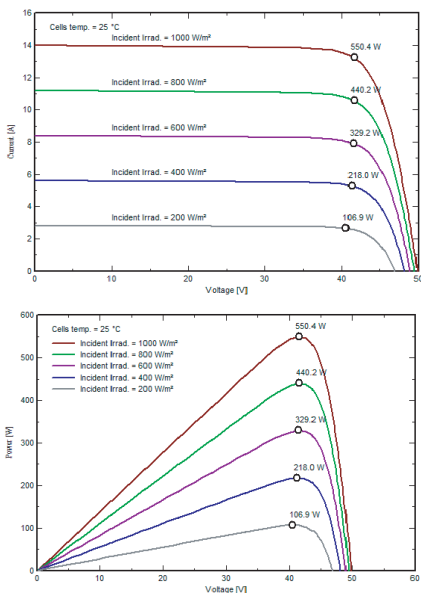 16
14
12
10
8
6
4
2
0
Current [A]
Cells temp. = 25 °C
Incident Irrad. = 1000 W/m²
550.4 W
Incident Irrad. = 800 W/m²
440.2 W
Incident Irrad. = 600 W/m²
329.2 W
Incident Irrad. = 400 W/m²
218.0 W
Incident Irrad. = 200 W/m²
106.9 W
0 10 20 30 40 50
Voltage [V]
600
500
400
300
200
100
0
Power [W]
Cells temp. = 25 °C
Incident Irrad. = 1000 W/m²
Incident Irrad. = 800 W/m²
Incident Irrad. = 600 W/m²
Incident Irrad. = 400 W/m²
Incident Irrad. = 200 W/m²
550.4 W
440.2 W
329.2 W
218.0 W
106.9 W
0 10 20 30 40 50 60
Voltage [V]